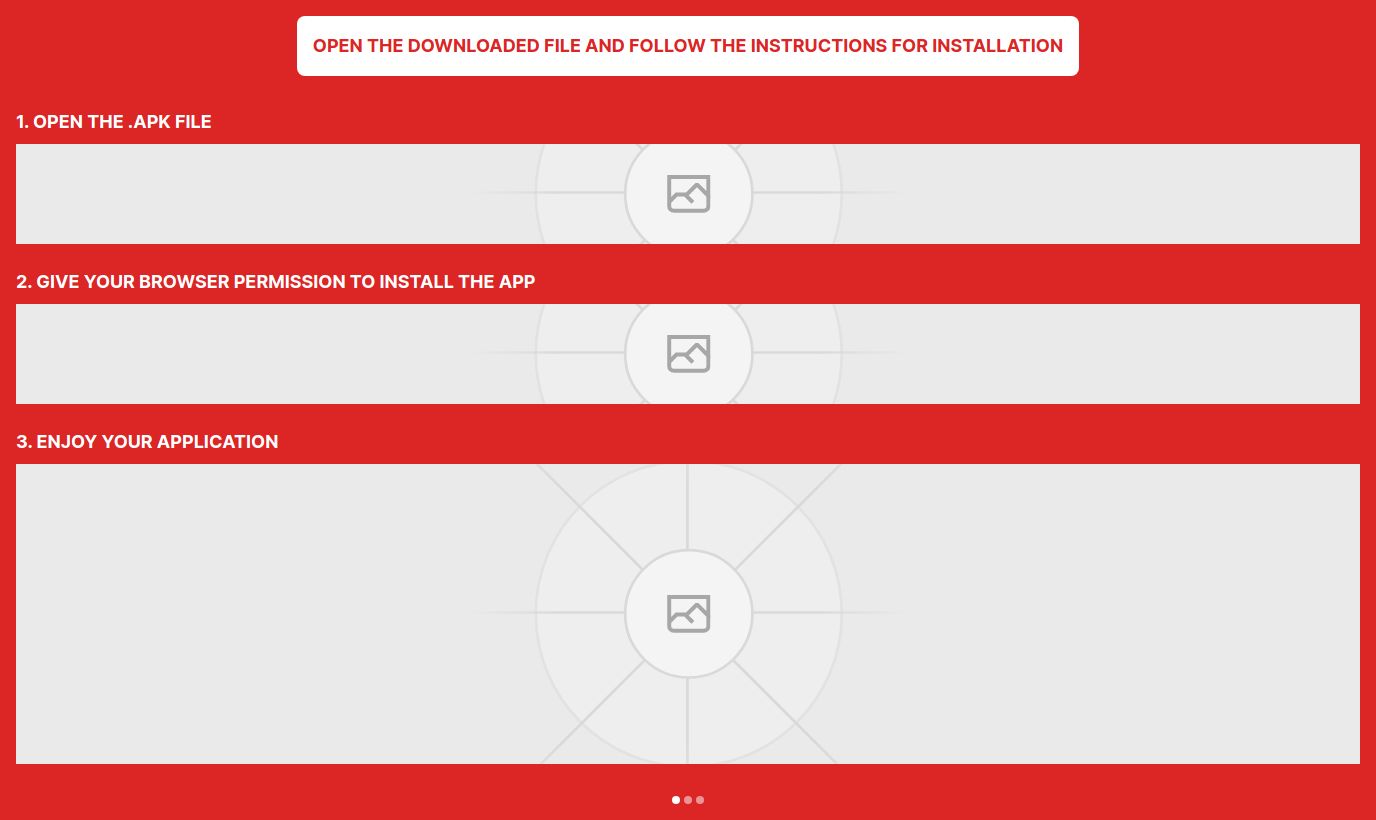 OPEN THE DOWNLOADED FILE AND FOLLOW THE INSTRUCTIONS FOR INSTALLATION
1. OPEN THE .APK FILE
2. GIVE YOUR BROWSER PERMISSION TO INSTALL THE APP
3. ENJOY YOUR APPLICATION